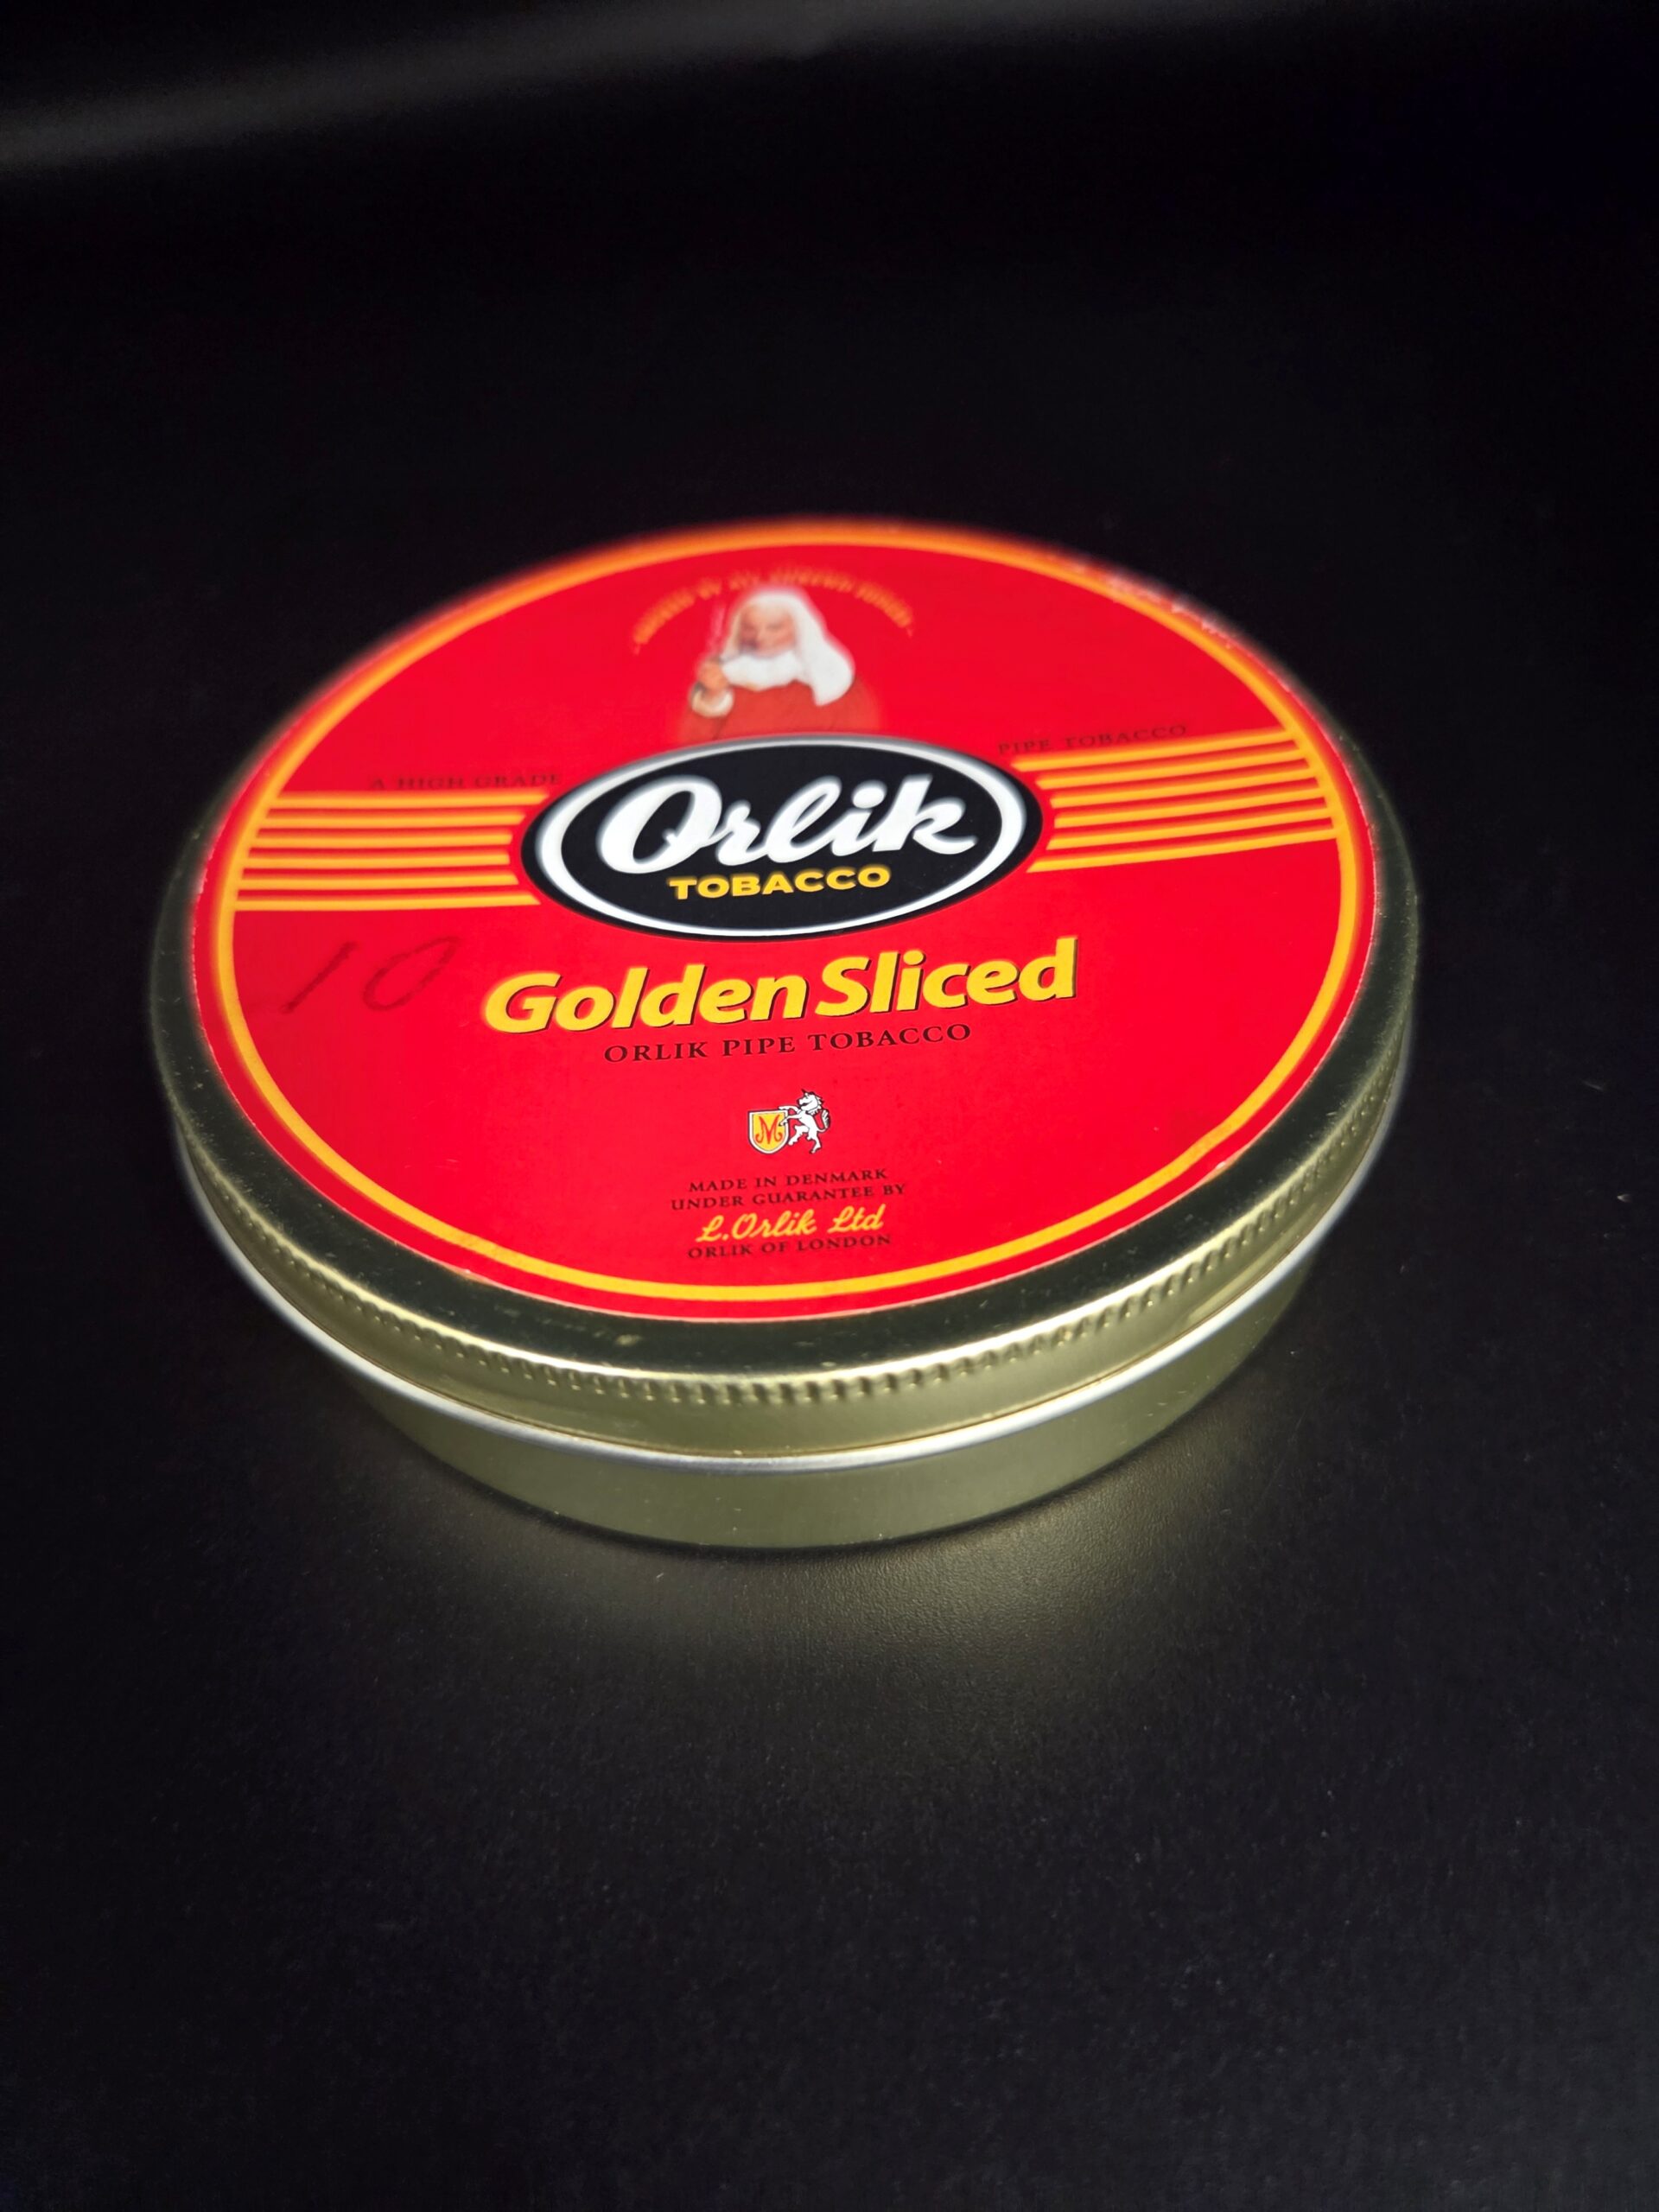 A HIGH GRADE
PIPE TOBACCO
Orlik
TOBACCO
10
Golden Sliced
ORLIK PIPE TOBACCO
M
MADE IN DENMARK
UNDER GUARANTEE BY
L.Orlik Ltd
ORLIK OF LONDON